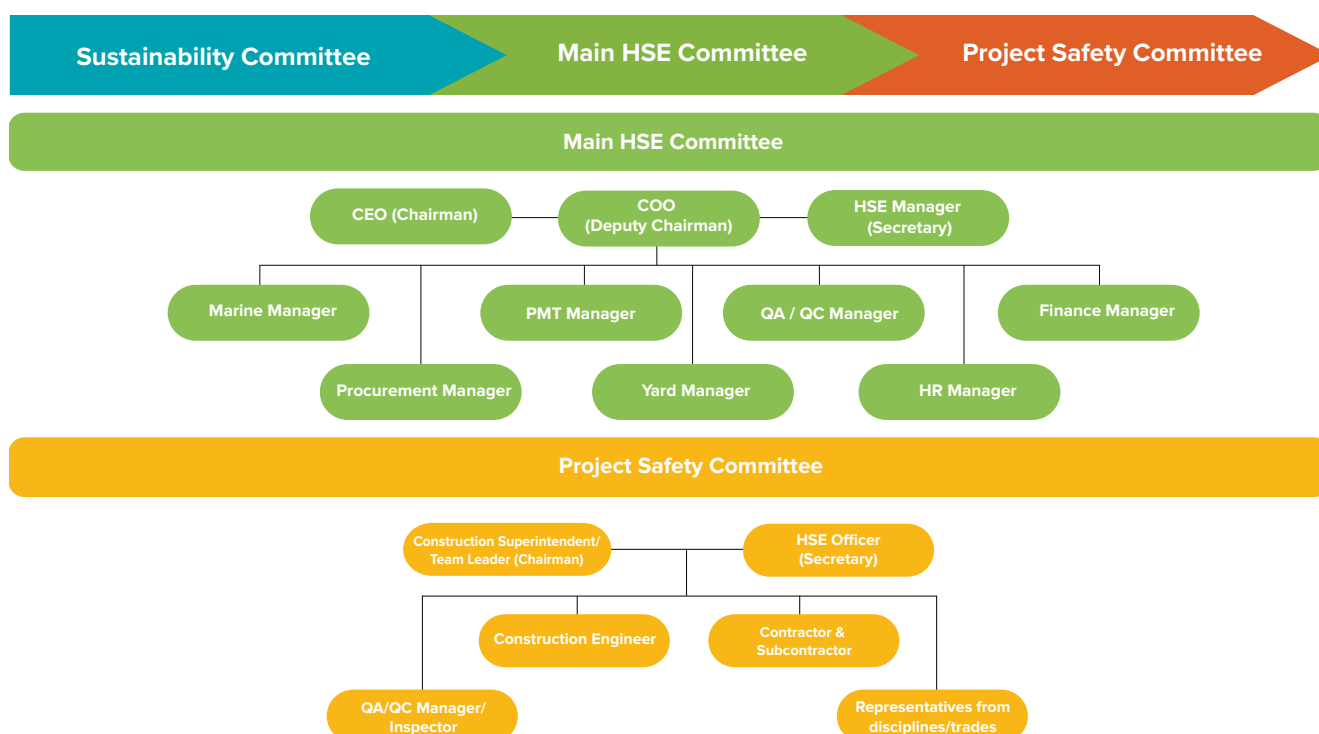 Sustainability Committee
Main HSE Committee
Project Safety Committee
Main HSE Committee
CEO (Chairman)
COO
(Deputy Chairman)
HSE Manager
(Secretary)
Marine Manager
PMT Manager
QA / QC Manager
Finance Manager
Procurement Manager
Yard Manager
HR Manager
Project Safety Committee
Construction Superintendent/
Team Leader (Chairman)
HSE Officer
(Secretary)
Construction Engineer
Contractor &
Subcontractor
QA/QC Manager/
Inspector
Representatives from
disciplines/trades